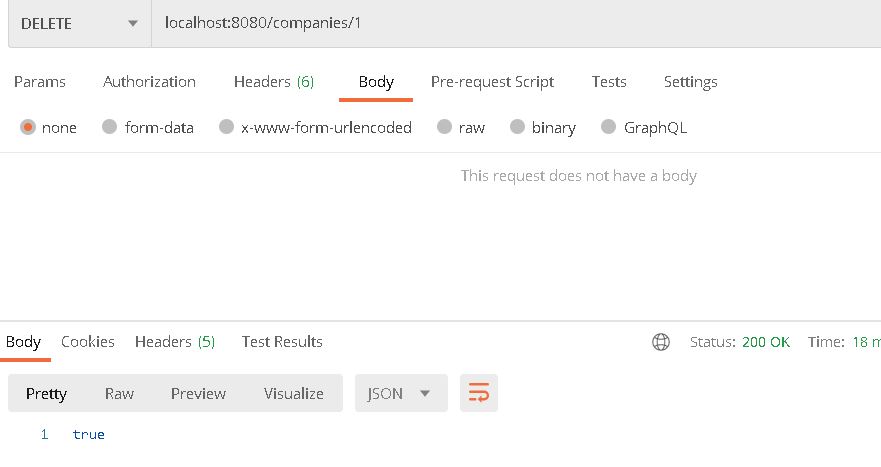 DELETE localhost:8080/companies/1
Params Authorization Headers (6) Body Pre-request Script Tests Settings
none form-data x-www-form-urlencoded raw binary GraphQL
This request does not have a body
Body Cookies Headers (5) Test Results Status: 200 OK Time: 18 m
Pretty Raw Preview Visualize JSON
1 true